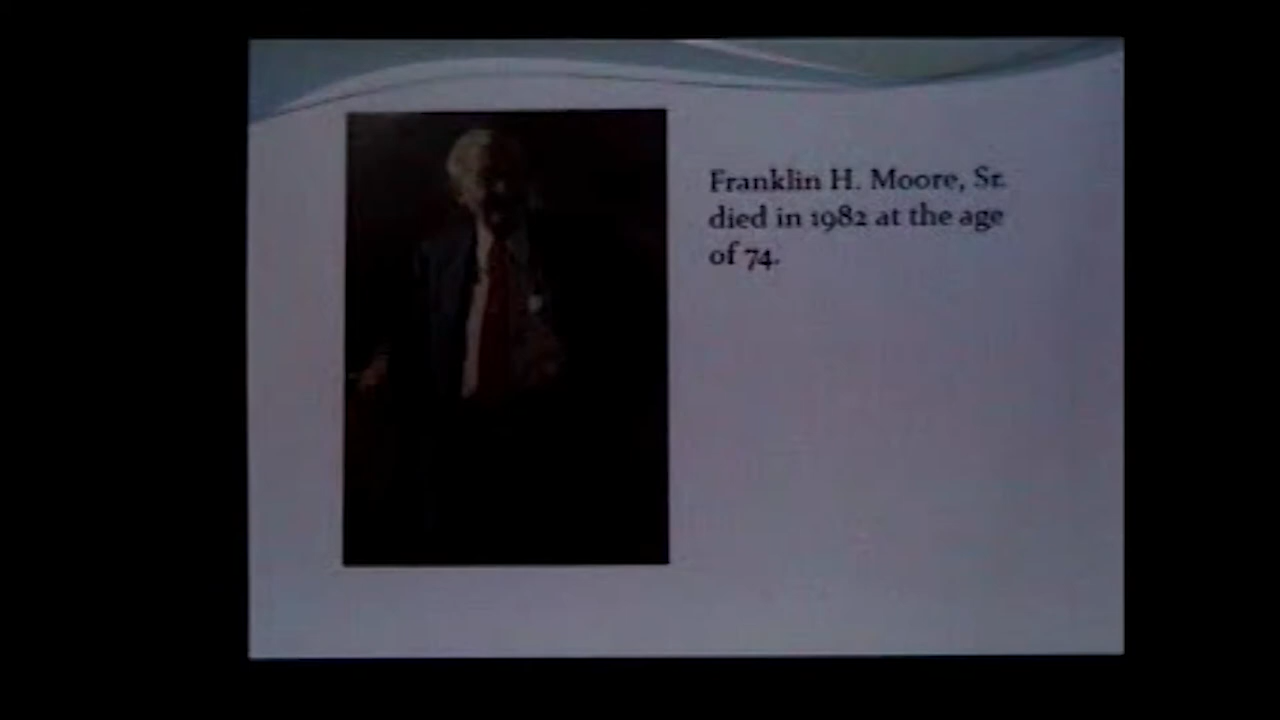 Franklin H. Moore, Sr.
died in 1982 at the age
of 74.